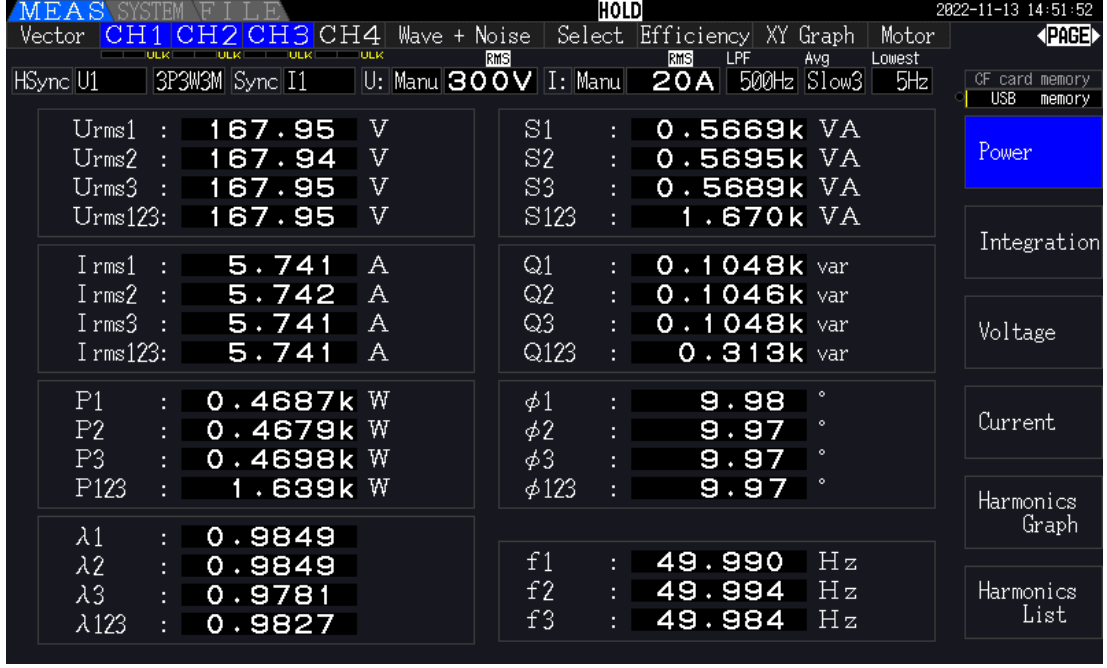 MEAS SYSTEM FILE HOLD 2022-11-13 14:51:52
Vector CH1 CH2 CH3 CH4 Wave + Noise Select Efficiency XY Graph Motor ◀PAGE▶
ULK ULK ULK ULK RMS RMS LPF Avg Lowest
HSync U1 3P3W3M Sync I1 U: Manu 300V I: Manu 20A 500Hz Slow3 5Hz
CF card memory
USB memory
Urms1 : 167.95 V
Urms2 : 167.94 V
Urms3 : 167.95 V
Urms123: 167.95 V
S1 : 0.5669k VA
S2 : 0.5695k VA
S3 : 0.5689k VA
S123 : 1.670k VA
Irms1 : 5.741 A
Irms2 : 5.742 A
Irms3 : 5.741 A
Irms123: 5.741 A
Q1 : 0.1048k var
Q2 : 0.1046k var
Q3 : 0.1048k var
Q123 : 0.313k var
P1 : 0.4687k W
P2 : 0.4679k W
P3 : 0.4698k W
P123 : 1.639k W
φ1 : 9.98 °
φ2 : 9.97 °
φ3 : 9.97 °
φ123 : 9.97 °
λ1 : 0.9849
λ2 : 0.9849
λ3 : 0.9781
λ123 : 0.9827
f1 : 49.990 Hz
f2 : 49.994 Hz
f3 : 49.984 Hz
Power
Integration
Voltage
Current
Harmonics
Graph
Harmonics
List